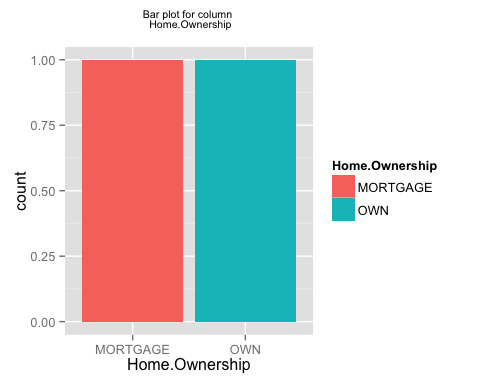 Bar plot for column
Home.Ownership
1.00
0.75
0.50
0.25
0.00
count
MORTGAGE OWN
Home.Ownership
Home.Ownership
MORTGAGE
OWN